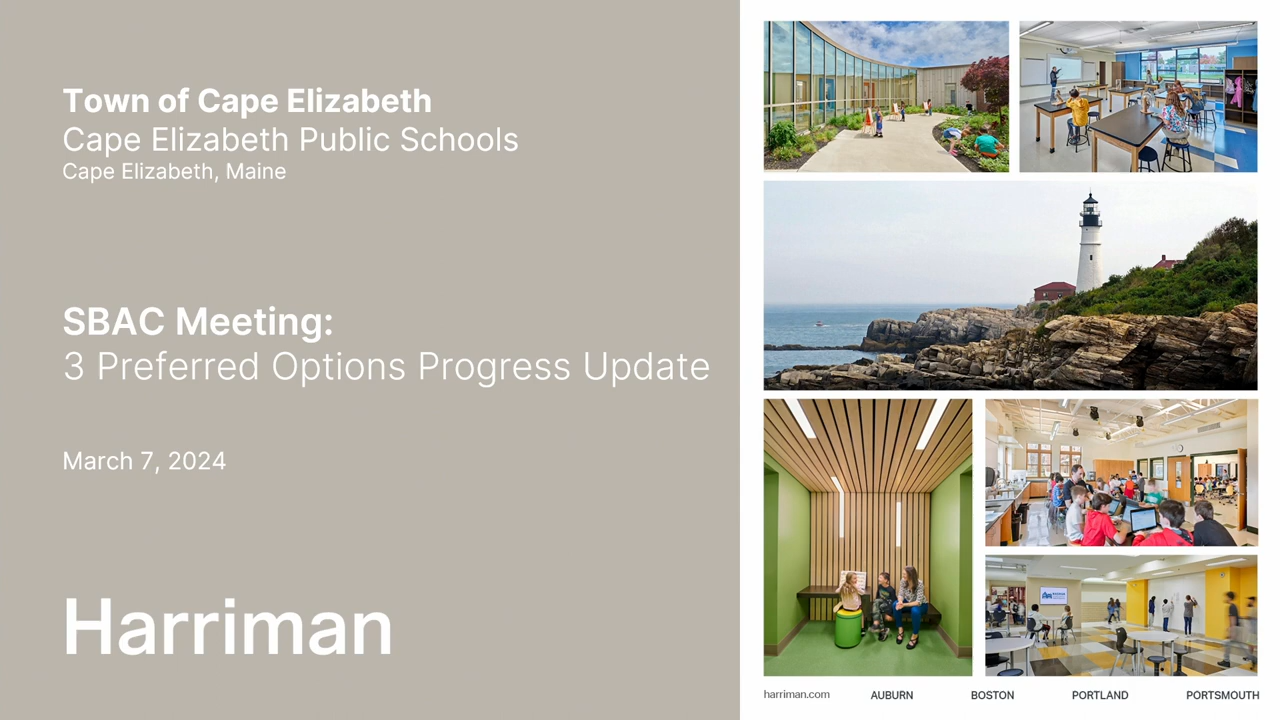 Town of Cape Elizabeth
Cape Elizabeth Public Schools
Cape Elizabeth, Maine
SBAC Meeting:
3 Preferred Options Progress Update
March 7, 2024
Harriman
harriman.com AUBURN BOSTON PORTLAND PORTSMOUTH